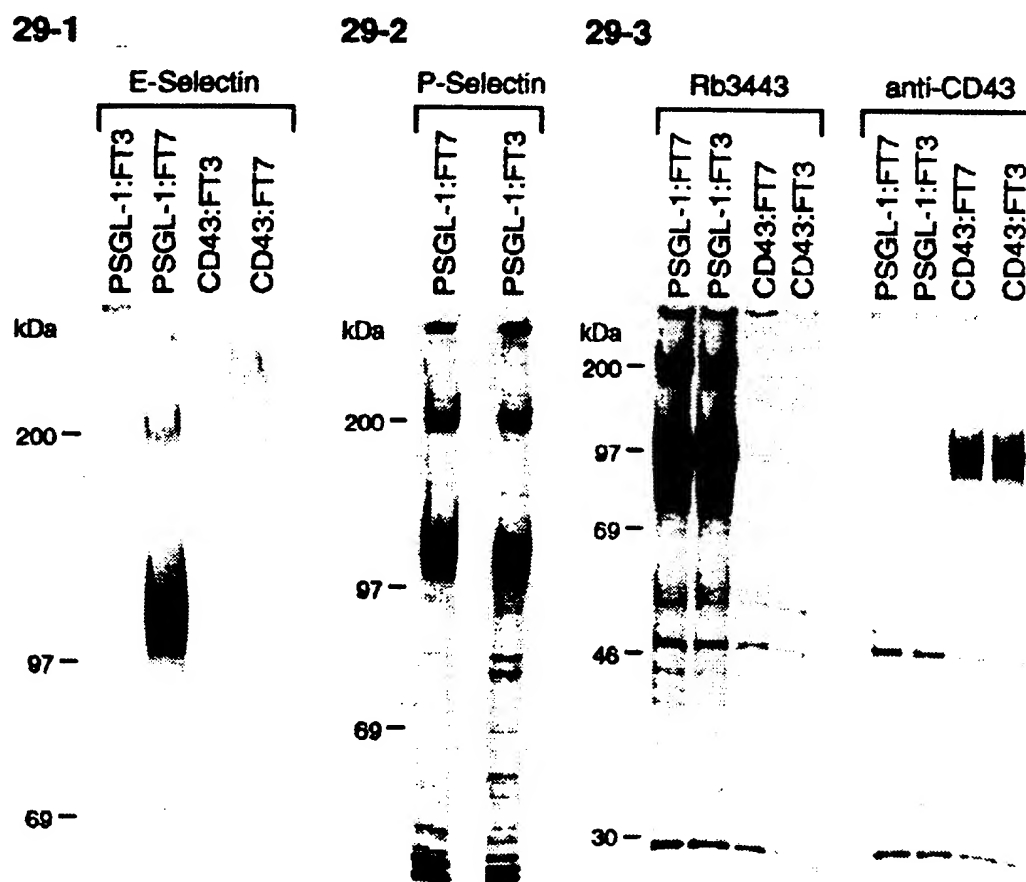 29-1
E-Selectin
PSGL-1:FT3
PSGL-1:FT7
CD43:FT3
CD43:FT7
kDa
200
97
69
29-2
P-Selectin
PSGL-1:FT7
PSGL-1:FT3
kDa
200
97
69
29-3
Rb3443
PSGL-1:FT7
PSGL-1:FT3
CD43:FT7
CD43:FT3
anti-CD43
PSGL-1:FT7
PSGL-1:FT3
CD43:FT7
CD43:FT3
kDa
200
97
69
46
30